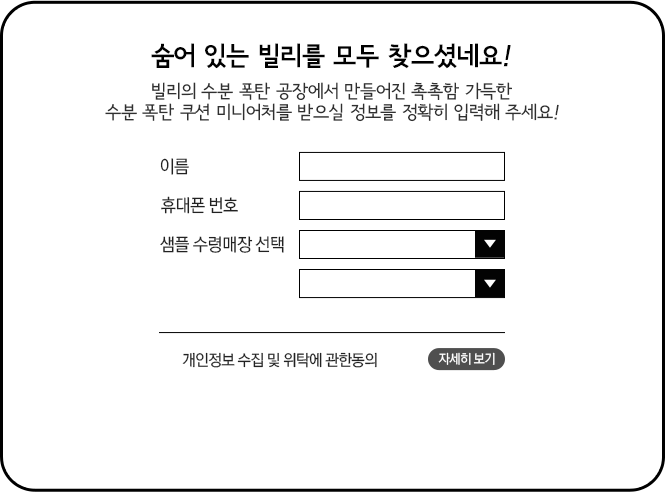 숨어 있는 빌리를 모두 찾으셨네요!
빌리의 수분 폭탄 공장에서 만들어진 촉촉함 가득한
수분 폭탄 쿠션 미니어처를 받으실 정보를 정확히 입력해 주세요!
이름
휴대폰 번호
샘플 수령매장 선택
개인정보 수집 및 위탁에 관한동의
자세히 보기